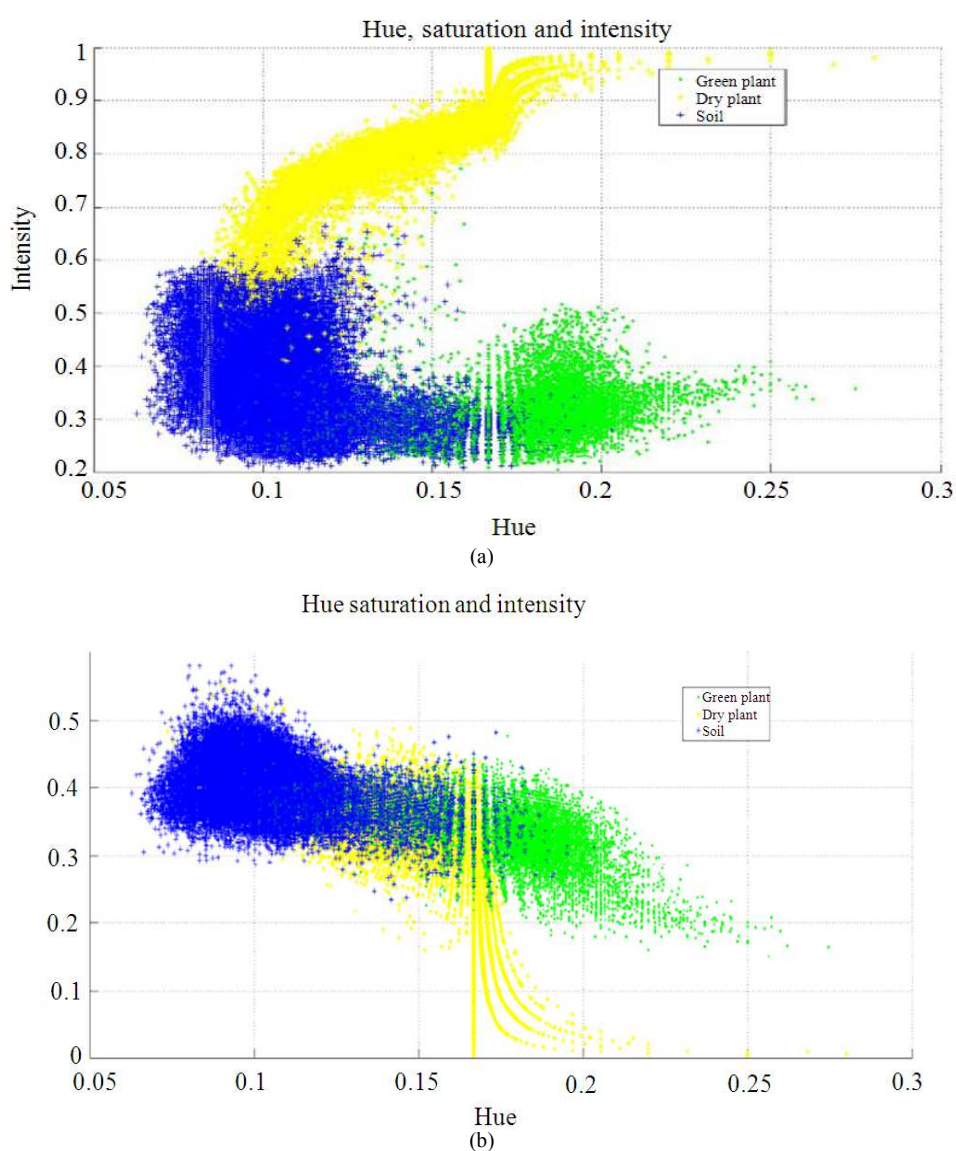 Hue, saturation and intensity
1
0.9
0.8
0.7
0.6
0.5
0.4
0.3
0.2
Intensity
Green plant
Dry plant
Soil
0.05 0.1 0.15 0.2 0.25 0.3
Hue
(a)
Hue saturation and intensity
0.5
0.4
0.3
0.2
0.1
0
Green plant
Dry plant
Soil
0.05 0.1 0.15 0.2 0.25 0.3
Hue
(b)